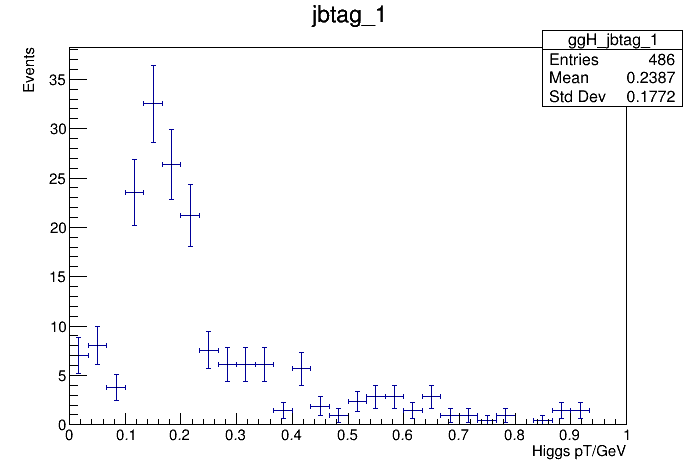 jbtag_1
ggH_jbtag_1
Entries 486
Mean 0.2387
Std Dev 0.1772
Events
35
30
25
20
15
10
5
0
0 0.1 0.2 0.3 0.4 0.5 0.6 0.7 0.8 0.9 1
Higgs pT/GeV